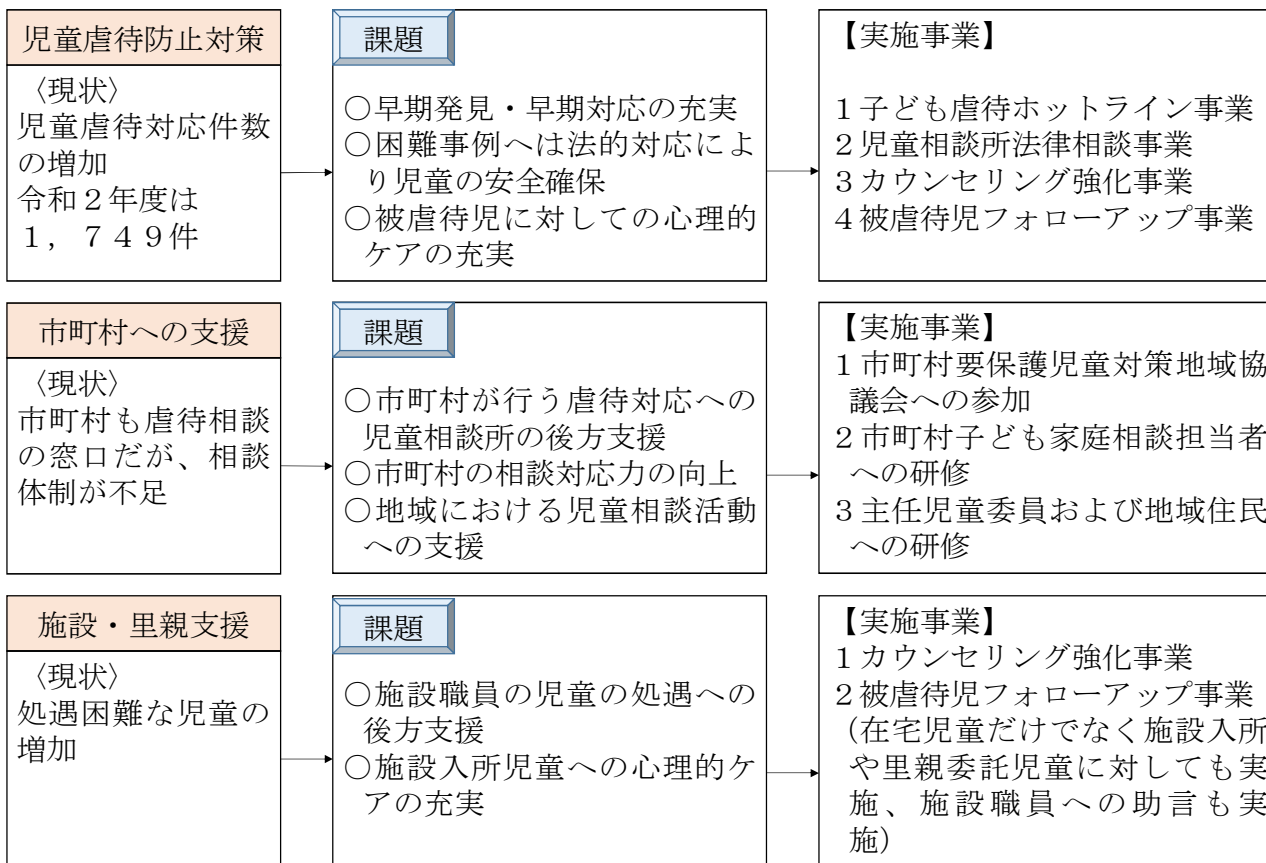 児童虐待防止対策
〈現状〉
児童虐待対応件数
の増加
令和２年度は
１，７４９件
課題
○早期発見・早期対応の充実
○困難事例へは法的対応によ
り児童の安全確保
○被虐待児に対しての心理的
ケアの充実
【実施事業】
１子ども虐待ホットライン事業
２児童相談所法律相談事業
３カウンセリング強化事業
４被虐待児フォローアップ事業
市町村への支援
〈現状〉
市町村も虐待相談
の窓口だが、相談
体制が不足
課題
○市町村が行う虐待対応への
児童相談所の後方支援
○市町村の相談対応力の向上
○地域における児童相談活動
への支援
【実施事業】
１市町村要保護児童対策地域協
議会への参加
２市町村子ども家庭相談担当者
への研修
３主任児童委員および地域住民
への研修
施設・里親支援
〈現状〉
処遇困難な児童の
増加
課題
○施設職員の児童の処遇への
後方支援
○施設入所児童への心理的ケ
アの充実
【実施事業】
１カウンセリング強化事業
２被虐待児フォローアップ事業
(在宅児童だけでなく施設入所
や里親委託児童に対しても実
施、施設職員への助言も実
施)